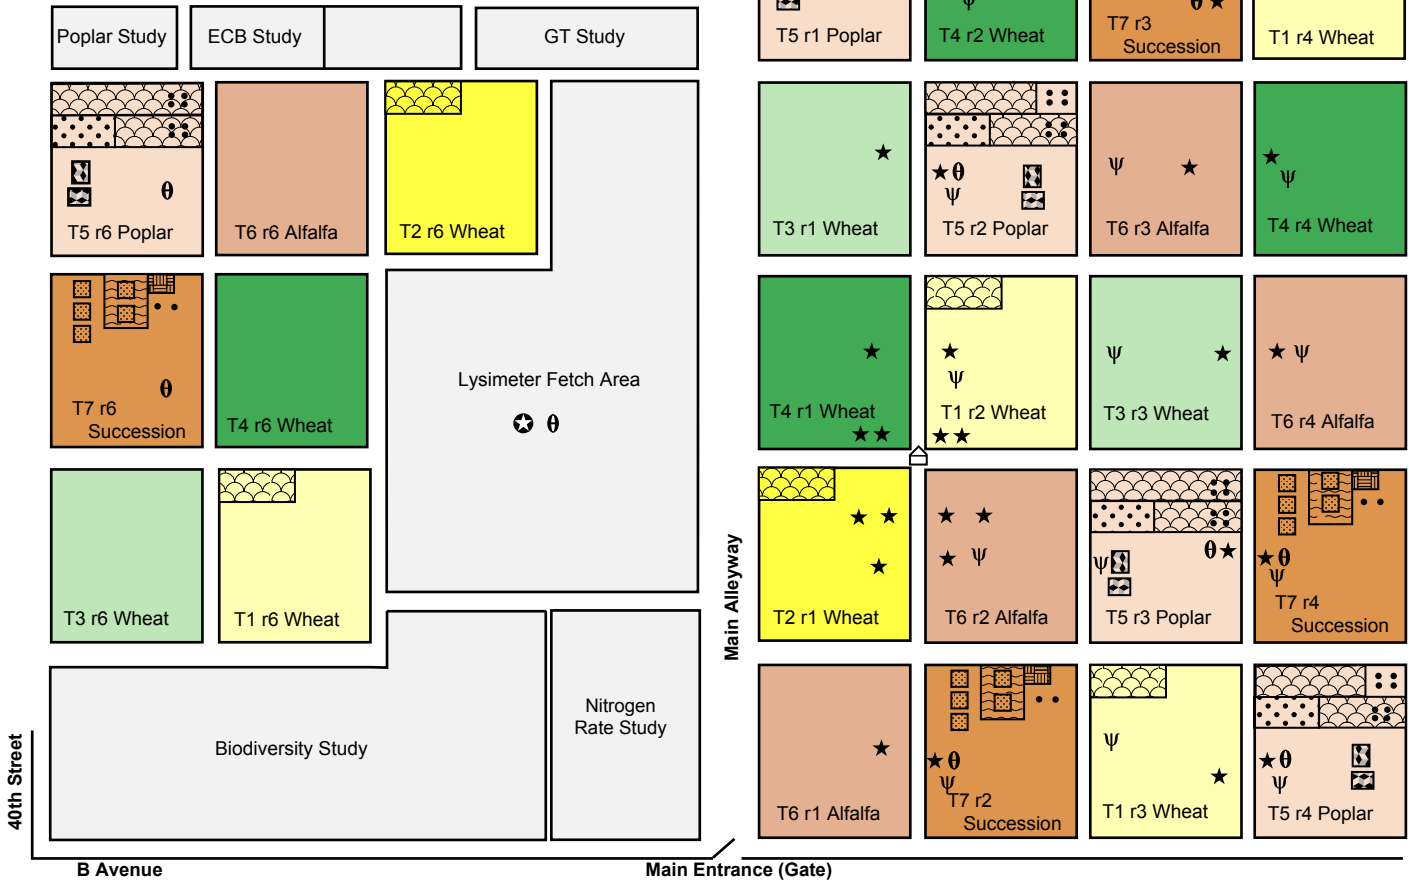 Poplar Study
ECB Study
GT Study
T5 r1 Poplar
T4 r2 Wheat
T7 r3
Succession
T1 r4 Wheat
T5 r6 Poplar
T6 r6 Alfalfa
T2 r6 Wheat
T3 r1 Wheat
T5 r2 Poplar
T6 r3 Alfalfa
T4 r4 Wheat
T7 r6
Succession
T4 r6 Wheat
Lysimeter Fetch Area
T4 r1 Wheat
T1 r2 Wheat
T3 r3 Wheat
T6 r4 Alfalfa
T3 r6 Wheat
T1 r6 Wheat
Main Alleyway
T2 r1 Wheat
T6 r2 Alfalfa
T5 r3 Poplar
T7 r4
Succession
Biodiversity Study
Nitrogen
Rate Study
T6 r1 Alfalfa
T7 r2
Succession
T1 r3 Wheat
T5 r4 Poplar
40th Street
B Avenue
Main Entrance (Gate)